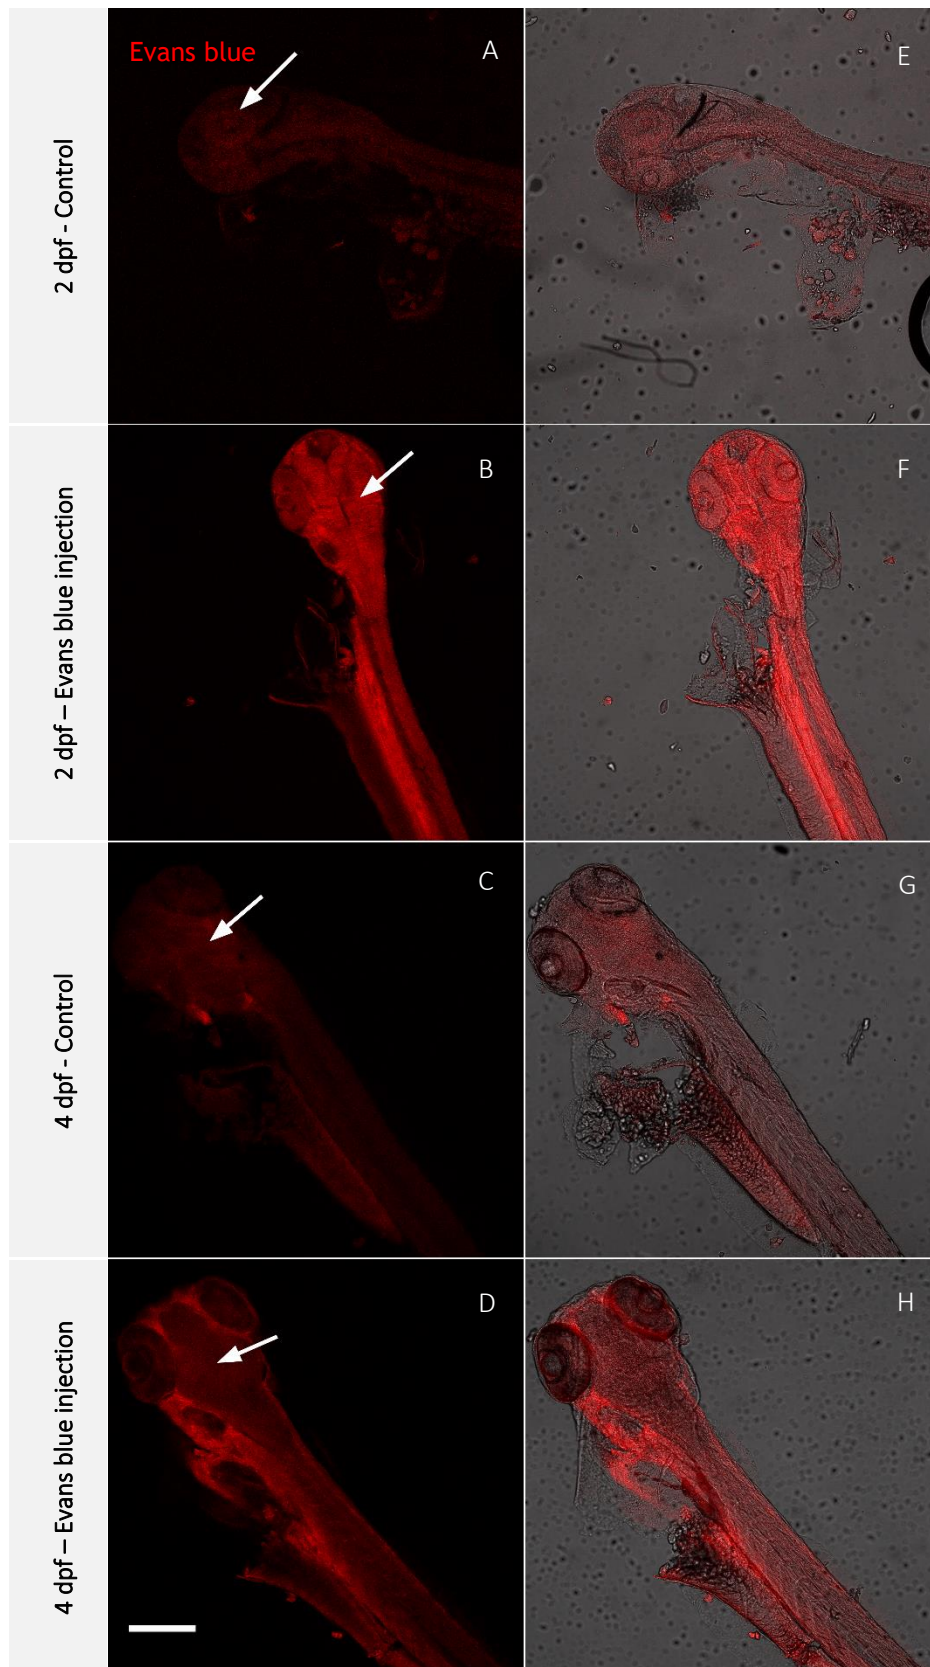 Evans blue
A
E
2 dpf - Control
B
F
2 dpf – Evans blue injection
C
G
4 dpf - Control
D
H
4 dpf – Evans blue injection